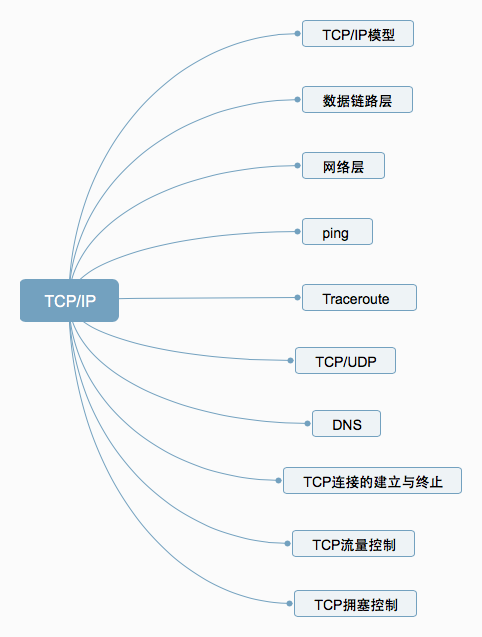 TCP/IP模型
数据链路层
网络层
ping
TCP/IP
Traceroute
TCP/UDP
DNS
TCP连接的建立与终止
TCP流量控制
TCP拥塞控制